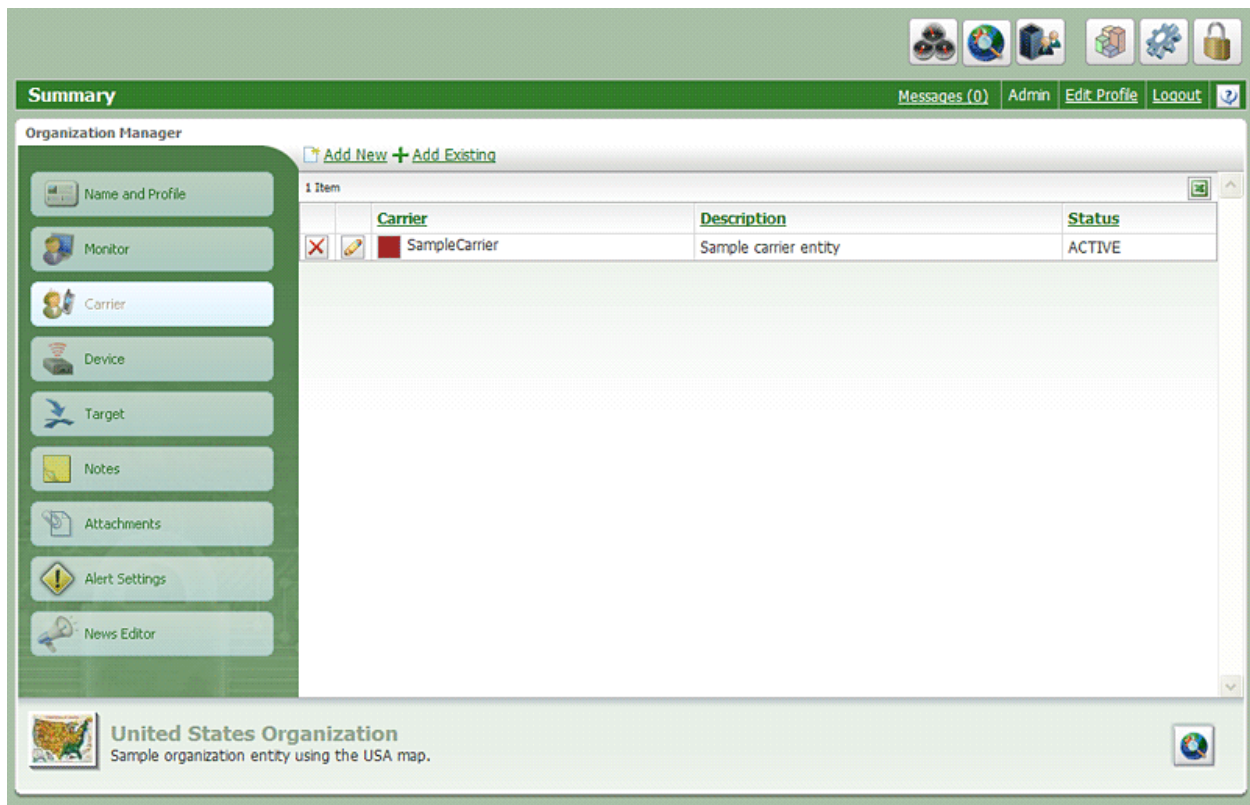 Summary
Messages (0) Admin Edit Profile Logout
Organization Manager
Add New Add Existing
Name and Profile
Monitor
Carrier
Device
Target
Notes
Attachments
Alert Settings
News Editor
1 Item
Carrier Description Status
SampleCarrier Sample carrier entity ACTIVE
United States Organization
Sample organization entity using the USA map.